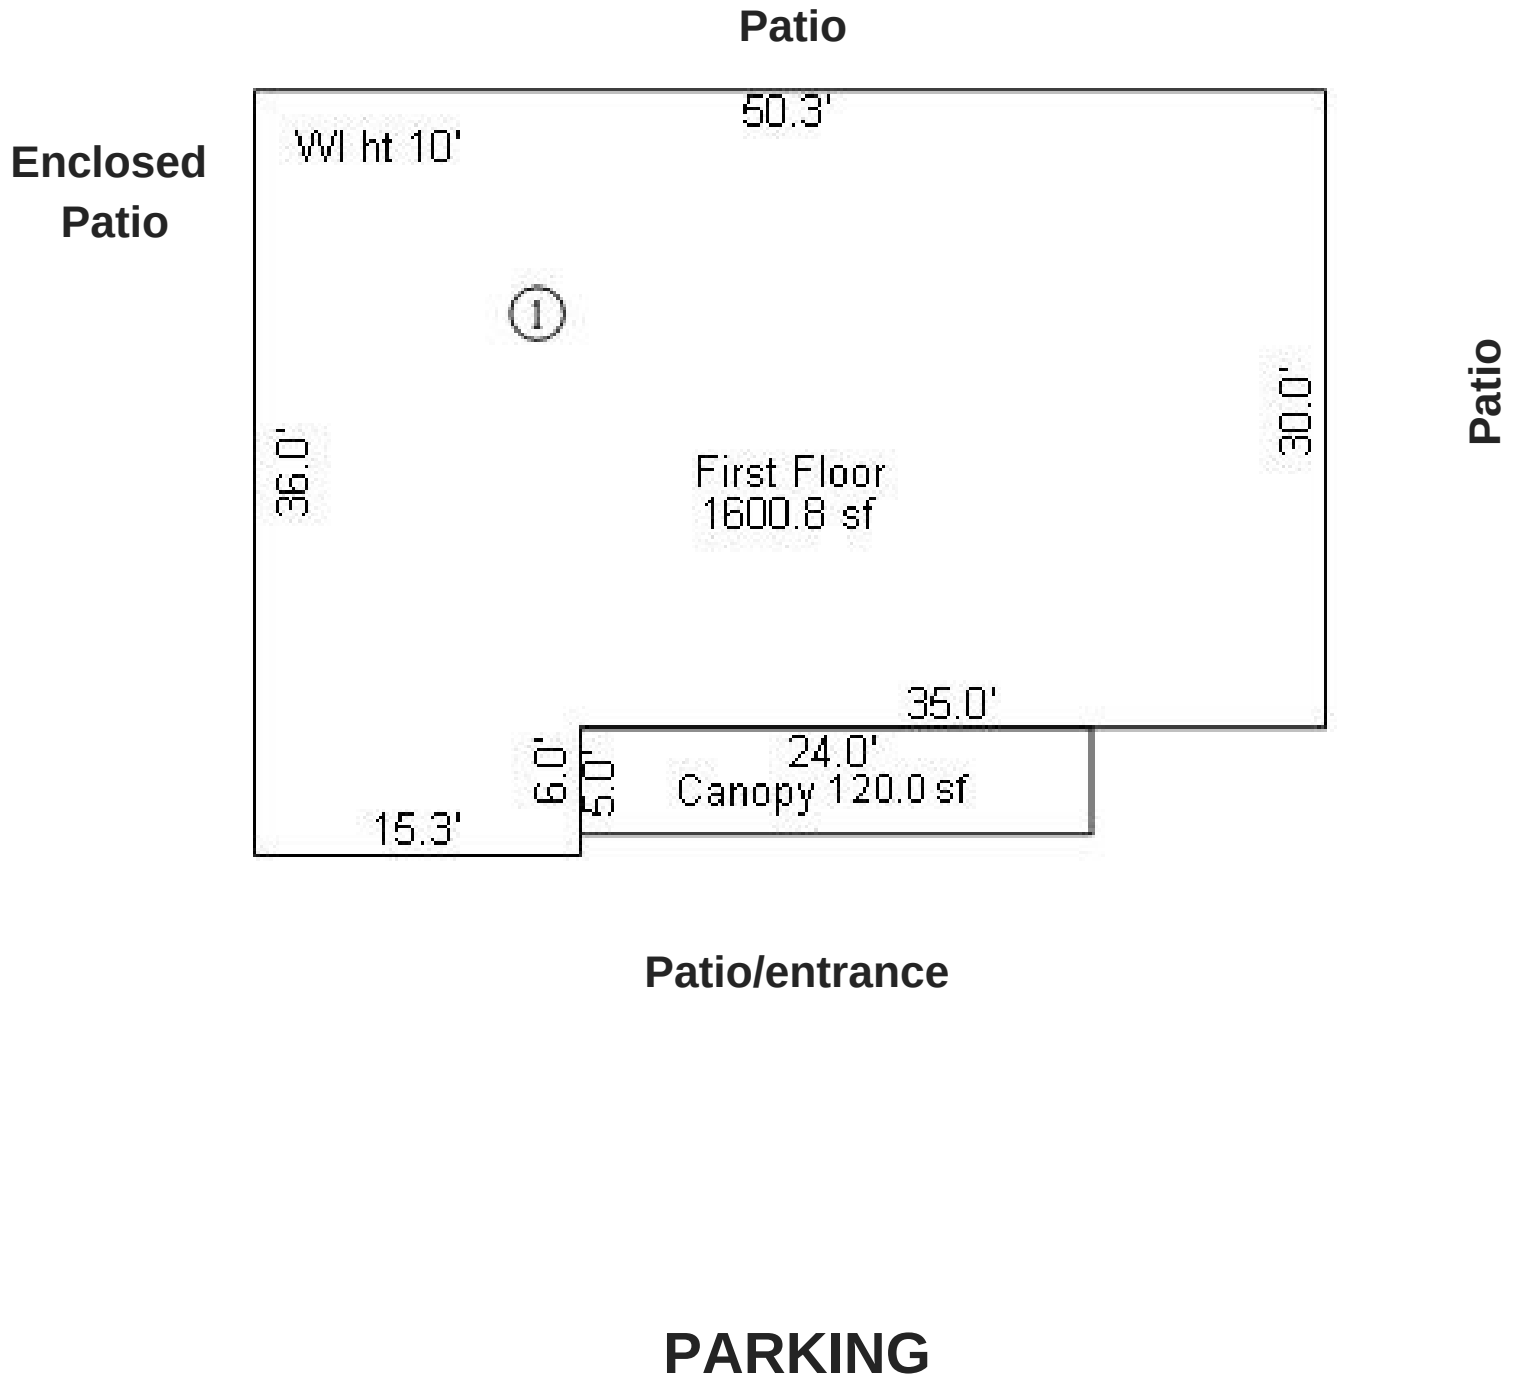 Patio
50.3'
Wl ht 10'
Enclosed
Patio
1
36.0'
First Floor
1600.8 sf
30.0'
Patio
35.0'
6.0'
5.0'
24.0'
Canopy 120.0 sf
15.3'
Patio/entrance
PARKING